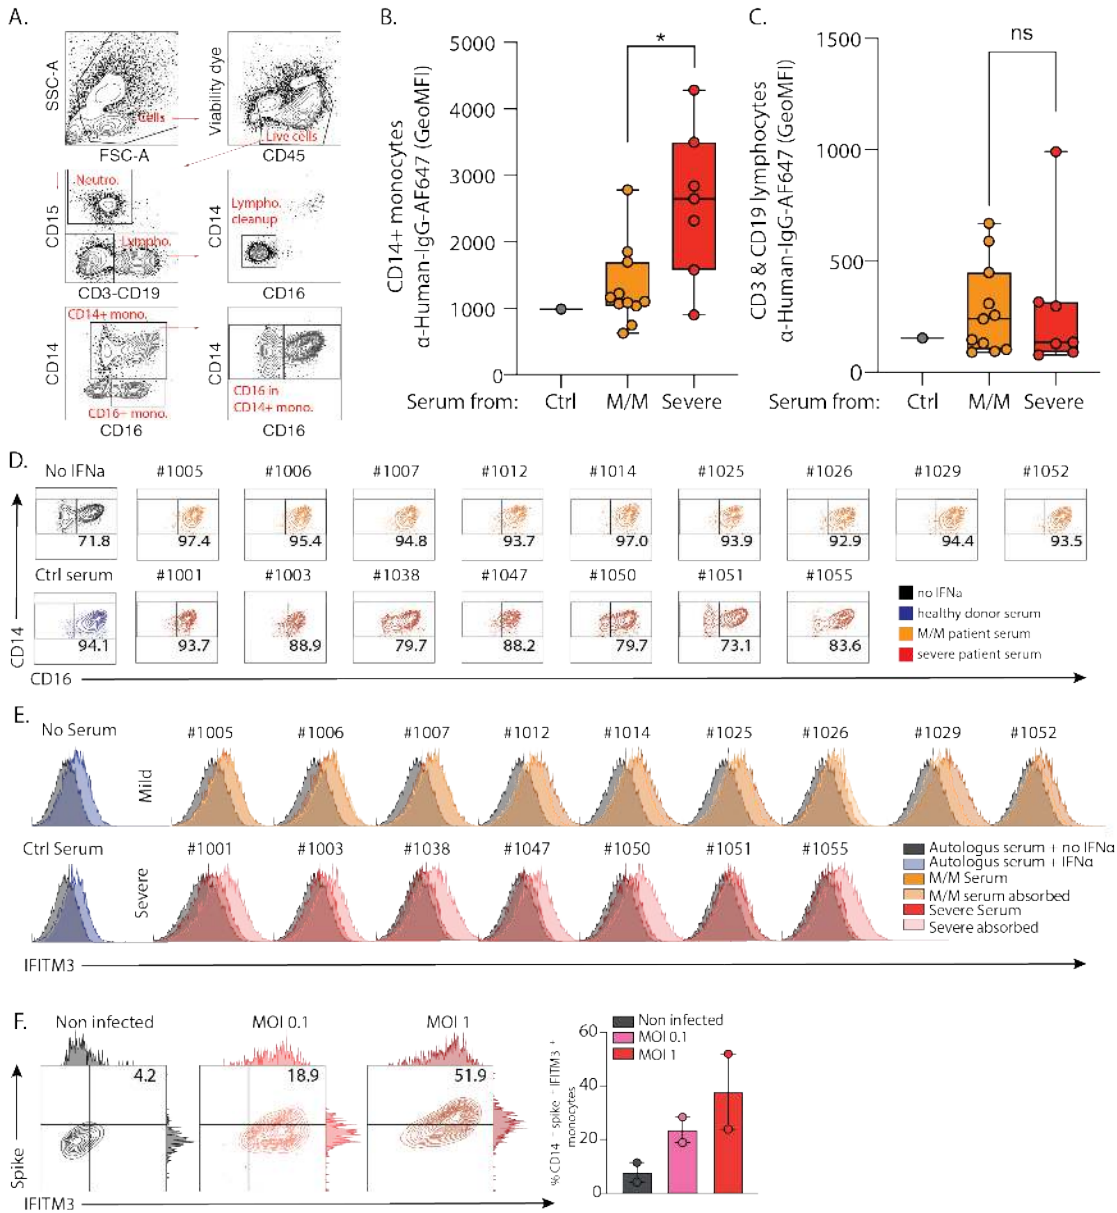 A.
SSC-A
Cells
FSC-A
Viability dye
Live cells
CD45
Neutro.
CD15
Lympho.
CD3-CD19
Lympho.
cleanup
CD14
CD16
CD14+ mono.
CD14
CD16+ mono.
CD16
CD14
CD16 in
CD14+ mono.
CD16
B.
CD14+ monocytes
α-Human-IgG-AF647 (GeoMFI)
5000
4000
3000
2000
1000
0
*
Serum from: Ctrl M/M Severe
C.
CD3 & CD19 lymphocytes
α-Human-IgG-AF647 (GeoMFI)
1500
1000
500
0
ns
Serum from: Ctrl M/M Severe
D.
No IFNa #1005 #1006 #1007 #1012 #1014 #1025 #1026 #1029 #1052
71.8 97.4 95.4 94.8 93.7 97.0 93.9 92.9 94.4 93.5
Ctrl serum #1001 #1003 #1038 #1047 #1050 #1051 #1055
94.1 93.7 88.9 79.7 88.2 79.7 73.1 83.6
CD14
CD16
no IFNa
healthy donor serum
M/M patient serum
severe patient serum
E.
No Serum #1005 #1006 #1007 #1012 #1014 #1025 #1026 #1029 #1052
Mild
Ctrl Serum #1001 #1003 #1038 #1047 #1050 #1051 #1055
Severe
IFITM3
Autologus serum + no IFNα
Autologus serum + IFNα
M/M Serum
M/M serum absorbed
Severe Serum
Severe absorbed
F.
Non infected MOI 0.1 MOI 1
4.2 18.9 51.9
Spike
IFITM3
Non infected
MOI 0.1
MOI 1
% CD14 + spike + IFITM3 +
monocytes
60
40
20
0